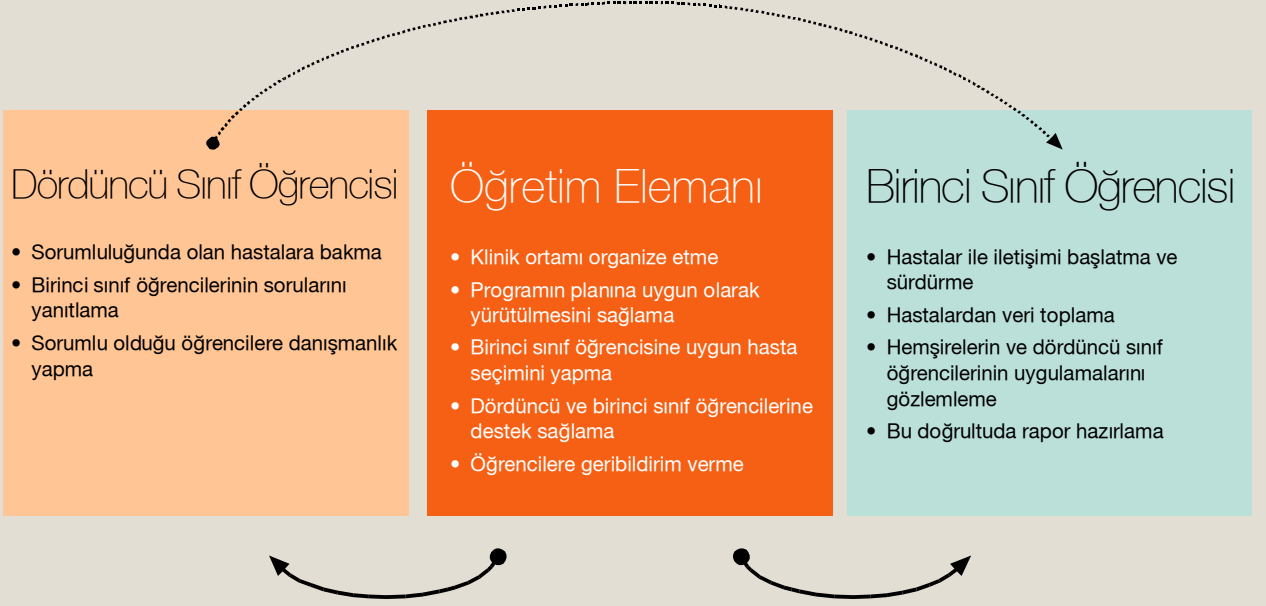 Dördüncü Sınıf Öğrencisi
• Sorumluluğunda olan hastalara bakma
• Birinci sınıf öğrencilerinin sorularını
yanıtlama
• Sorumlu olduğu öğrencilere danışmanlık
yapma
Öğretim Elemanı
• Klinik ortamı organize etme
• Programın planına uygun olarak
yürütülmesini sağlama
• Birinci sınıf öğrencisine uygun hasta
seçimini yapma
• Dördüncü ve birinci sınıf öğrencilerine
destek sağlama
• Öğrencilere geribildirim verme
Birinci Sınıf Öğrencisi
• Hastalar ile iletişimi başlatma ve
sürdürme
• Hastalardan veri toplama
• Hemşirelerin ve dördüncü sınıf
öğrencilerinin uygulamalarını
gözlemleme
• Bu doğrultuda rapor hazırlama